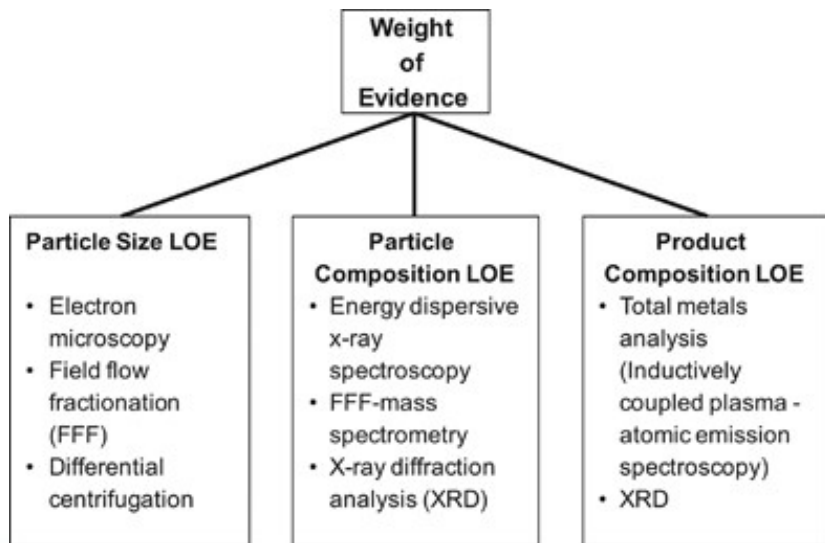 Weight
of
Evidence
Particle Size LOE
• Electron
microscopy
• Field flow
fractionation
(FFF)
• Differential
centrifugation
Particle
Composition LOE
• Energy dispersive
x-ray
spectroscopy
• FFF-mass
spectrometry
• X-ray diffraction
analysis (XRD)
Product
Composition LOE
• Total metals
analysis
(Inductively
coupled plasma -
atomic emission
spectroscopy)
• XRD